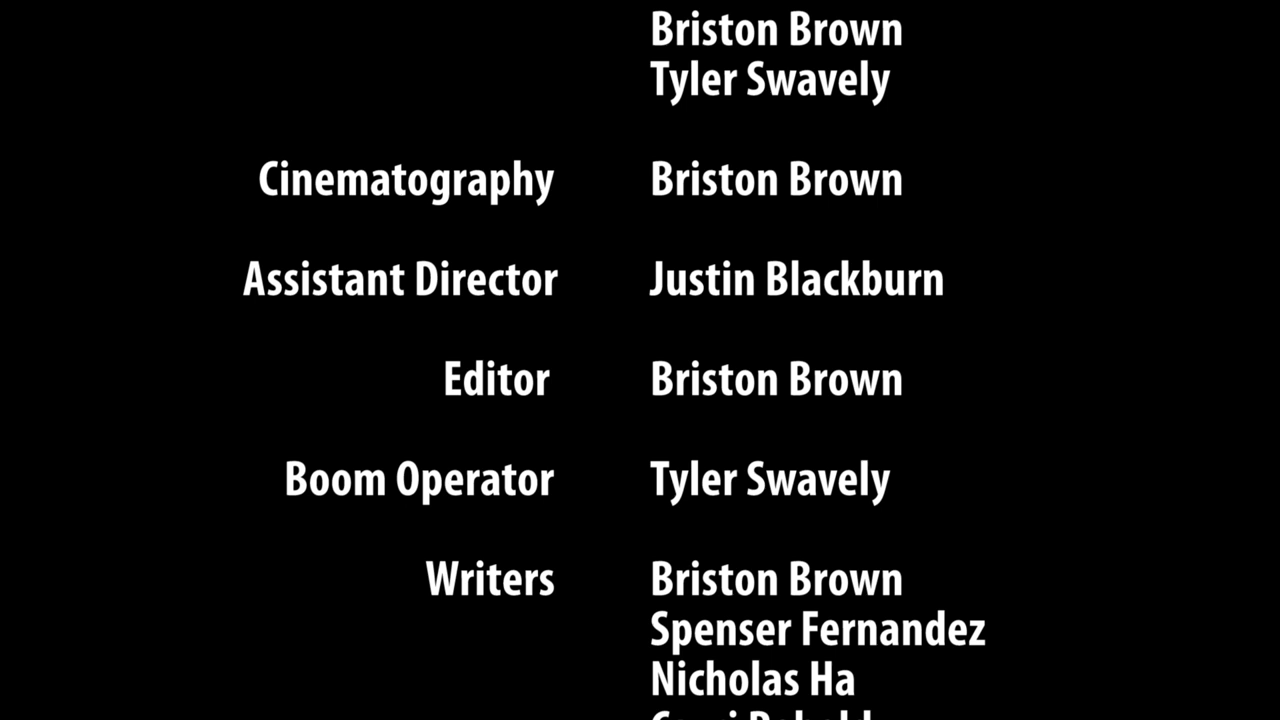 Briston Brown
Tyler Swavely
Cinematography Briston Brown
Assistant Director Justin Blackburn
Editor Briston Brown
Boom Operator Tyler Swavely
Writers Briston Brown
Spenser Fernandez
Nicholas Ha